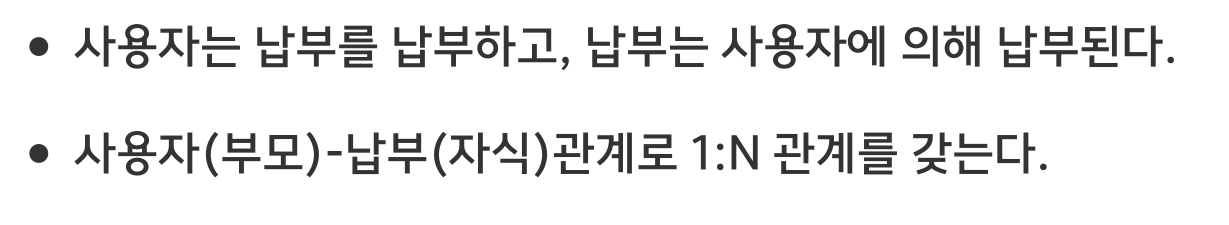 • 사용자는 납부를 납부하고, 납부는 사용자에 의해 납부된다.
• 사용자(부모)-납부(자식)관계로 1:N 관계를 갖는다.